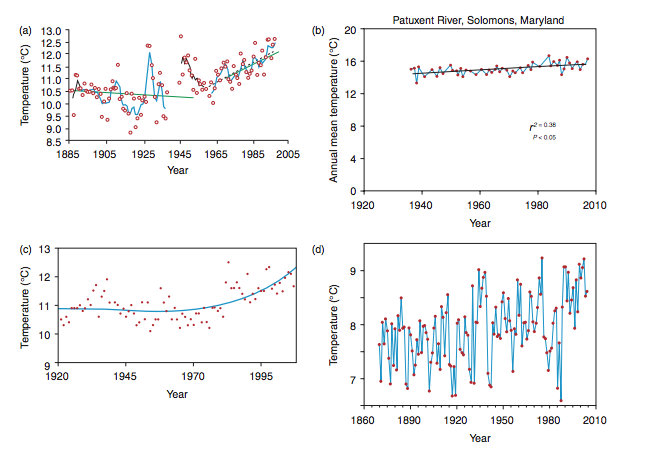 (a)
13.0
12.5
12.0
11.5
11.0
10.5
10.0
9.5
9.0
8.5
Temperature (°C)
1885 1905 1925 1945 1965 1985 2005
Year
(b)
Patuxent River, Solomons, Maryland
20
16
12
8
4
0
Annual mean temperature (°C)
r² = 0.38
P < 0.05
1920 1940 1960 1980 2010
Year
(c)
13
12
11
10
9
Temperature (°C)
1920 1945 1970 1995
Year
(d)
9
8
7
Temperature (°C)
1860 1890 1920 1950 1980 2010
Year